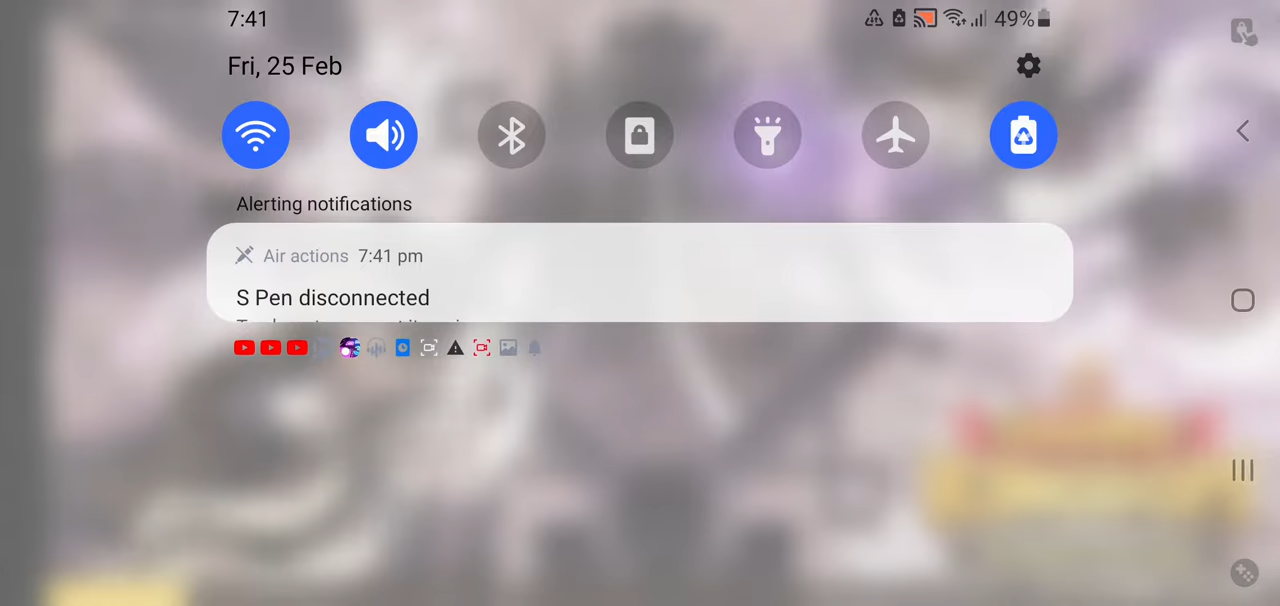 7:41
49%
Fri, 25 Feb
Alerting notifications
Air actions 7:41 pm
S Pen disconnected